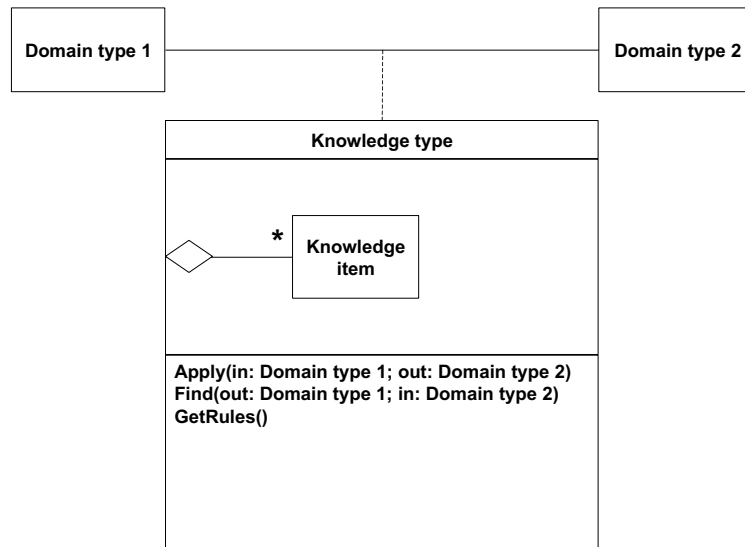 Domain type 1
Domain type 2
Knowledge type
*
Knowledge
item
Apply(in: Domain type 1; out: Domain type 2)
Find(out: Domain type 1; in: Domain type 2)
GetRules()